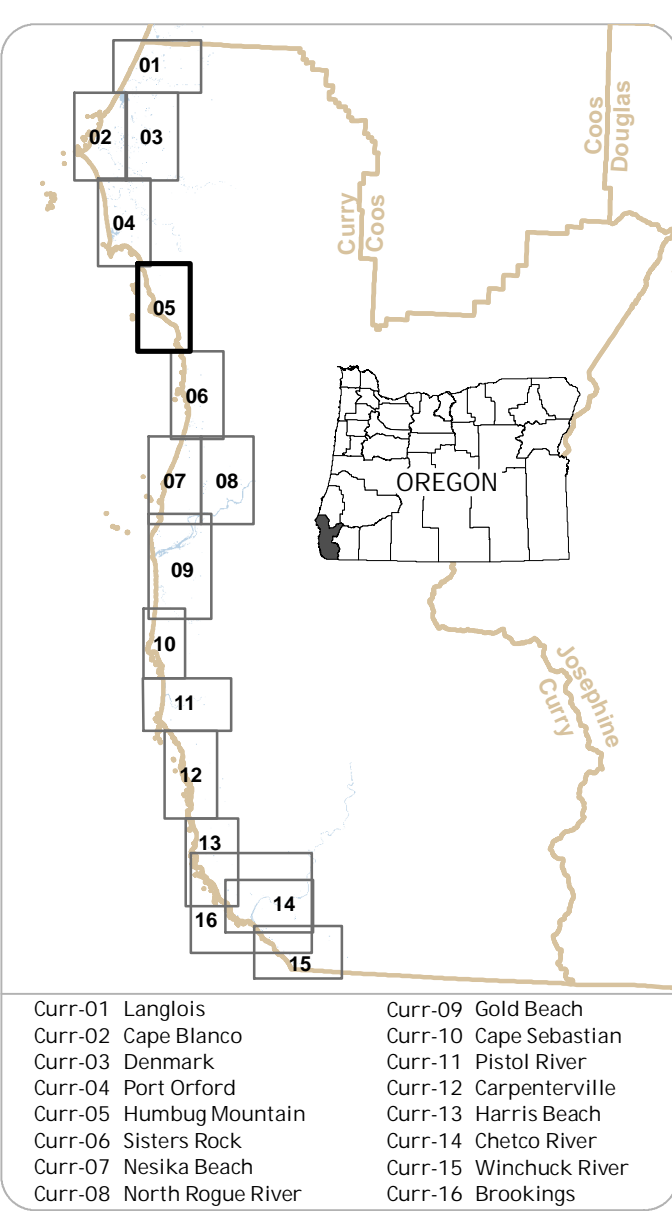 01
02
03
04
05
06
07
08
09
10
11
12
13
14
16
15
Coos
Douglas
Curry
Coos
OREGON
Josephine
Curry
Curr-01 Langlois
Curr-02 Cape Blanco
Curr-03 Denmark
Curr-04 Port Orford
Curr-05 Humbug Mountain
Curr-06 Sisters Rock
Curr-07 Nesika Beach
Curr-08 North Rogue River
Curr-09 Gold Beach
Curr-10 Cape Sebastian
Curr-11 Pistol River
Curr-12 Carpenterville
Curr-13 Harris Beach
Curr-14 Chetco River
Curr-15 Winchuck River
Curr-16 Brookings